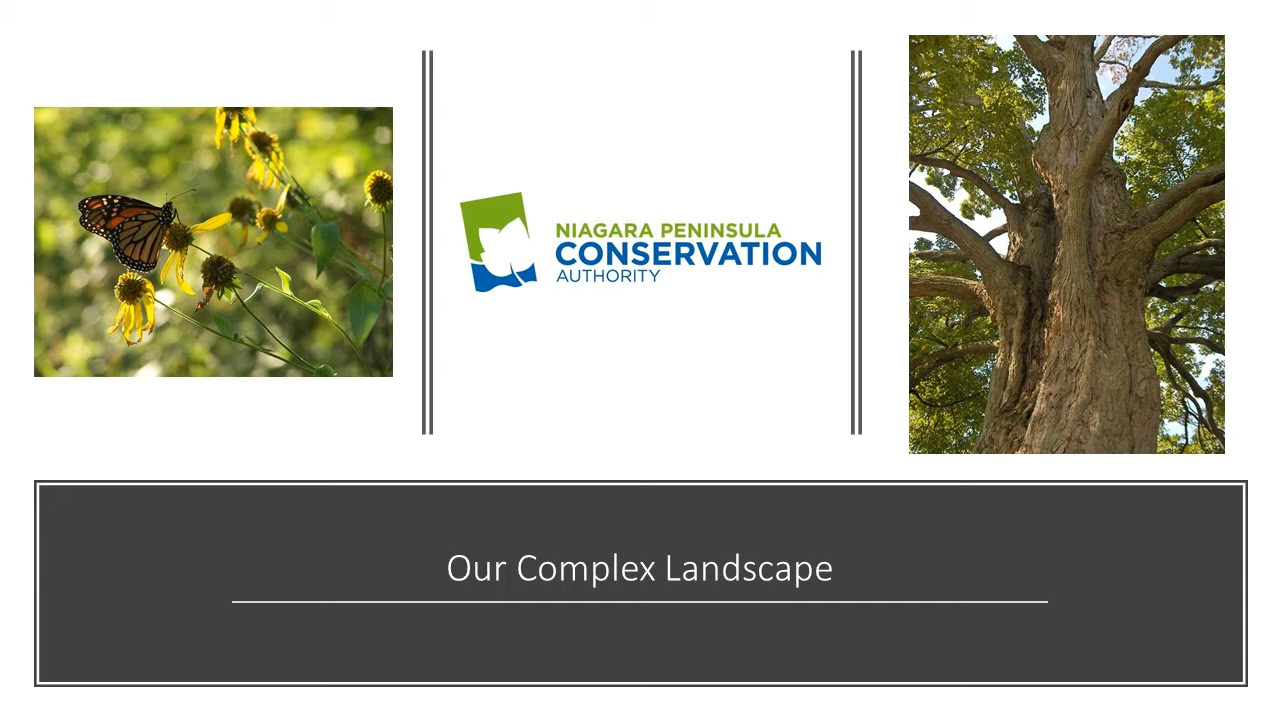 NIAGARA PENINSULA
CONSERVATION
AUTHORITY
Our Complex Landscape